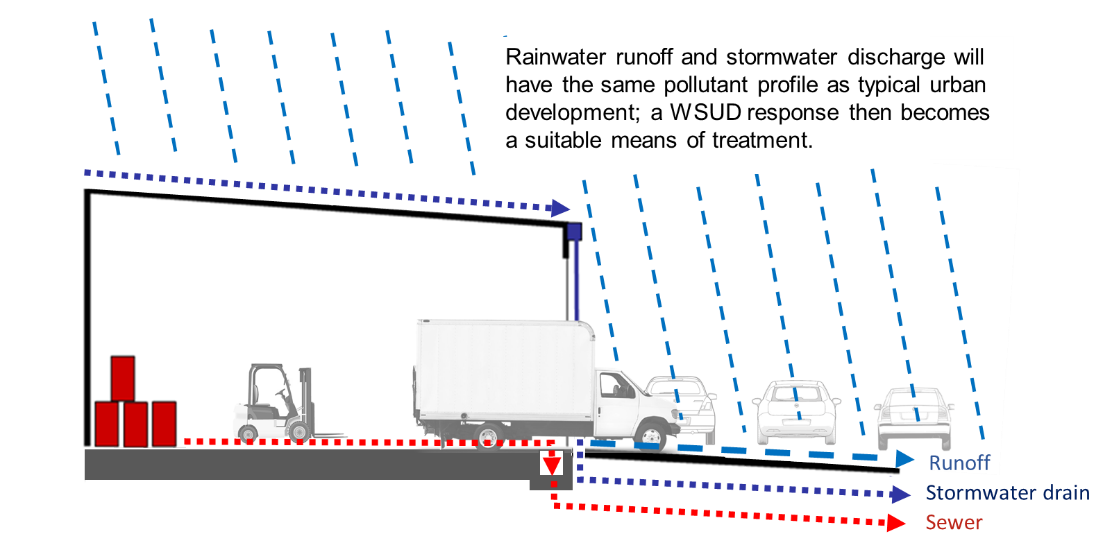 Rainwater runoff and stormwater discharge will
have the same pollutant profile as typical urban
development; a WSUD response then becomes
a suitable means of treatment.
Runoff
Stormwater drain
Sewer